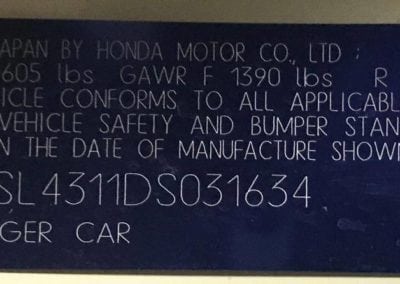 APAN BY HONDA MOTOR CO., LTD :
605 lbs GAWR F 1390 lbs R
ICLE CONFORMS TO ALL APPLICABL
VEHICLE SAFETY AND BUMPER STAN
N THE DATE OF MANUFACTURE SHOWN
SL4311DS031634
GER CAR